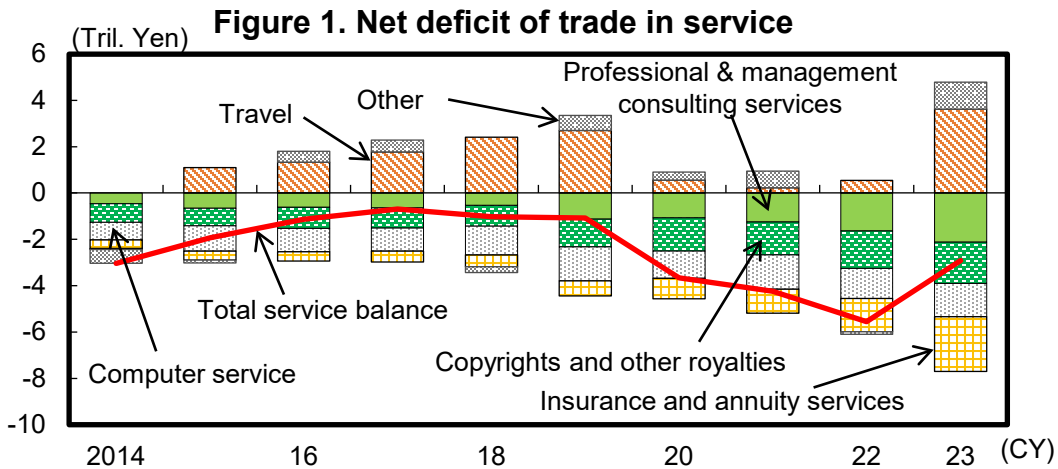 Figure 1. Net deficit of trade in service
(Tril. Yen)
6
4
2
0
-2
-4
-6
-8
-10
Travel
Other
Professional & management
consulting services
Total service balance
Computer service
Copyrights and other royalties
Insurance and annuity services
2014
16
18
20
22
23
(CY)